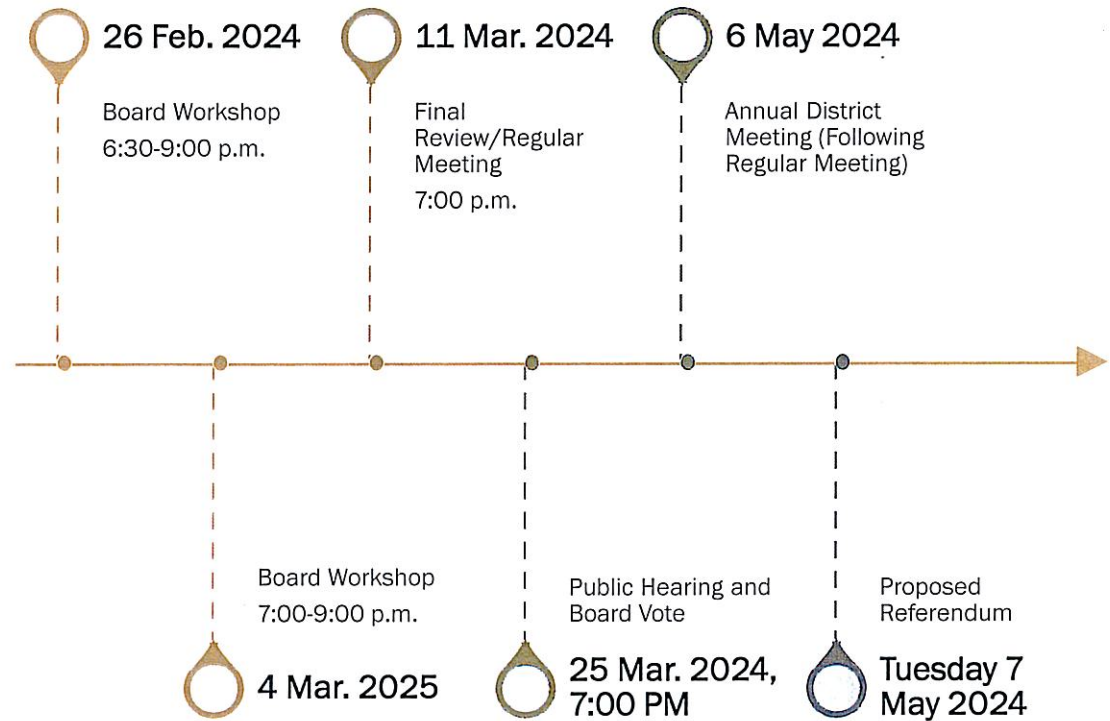 26 Feb. 2024
Board Workshop
6:30-9:00 p.m.
11 Mar. 2024
Final
Review/Regular
Meeting
7:00 p.m.
6 May 2024
Annual District
Meeting (Following
Regular Meeting)
Board Workshop
7:00-9:00 p.m.
4 Mar. 2025
Public Hearing and
Board Vote
25 Mar. 2024,
7:00 PM
Proposed
Referendum
Tuesday 7
May 2024